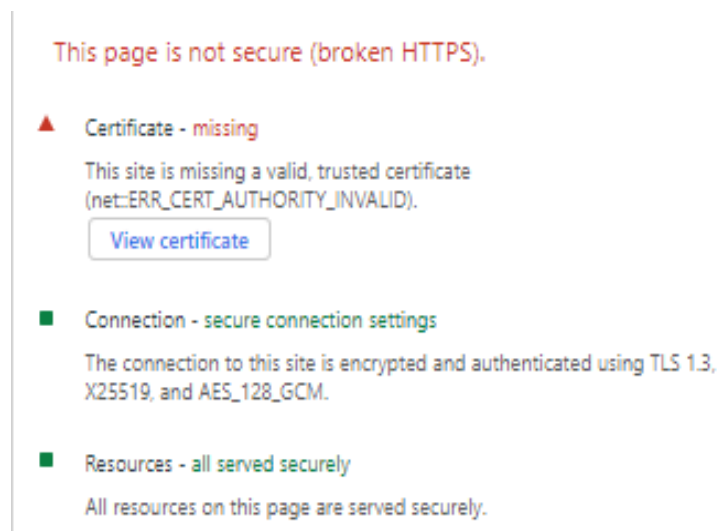 This page is not secure (broken HTTPS).
Certificate - missing
This site is missing a valid, trusted certificate
(net::ERR_CERT_AUTHORITY_INVALID).
View certificate
Connection - secure connection settings
The connection to this site is encrypted and authenticated using TLS 1.3,
X25519, and AES_128_GCM.
Resources - all served securely
All resources on this page are served securely.